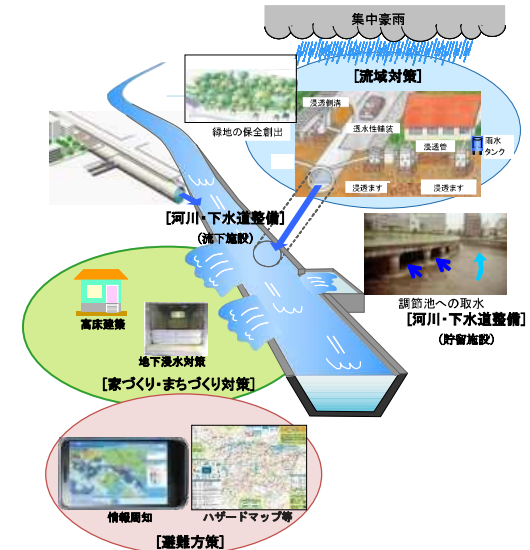 集中豪雨
[流域対策]
浸透側溝
透水性舗装
浸透管
雨水
タンク
浸透ます
浸透ます
緑地の保全創出
[河川・下水道整備]
(流下施設)
調節池への取水
[河川・下水道整備]
(貯留施設)
高床建築
地下浸水対策
[家づくり・まちづくり対策]
情報周知
ハザードマップ等
[避難方策]